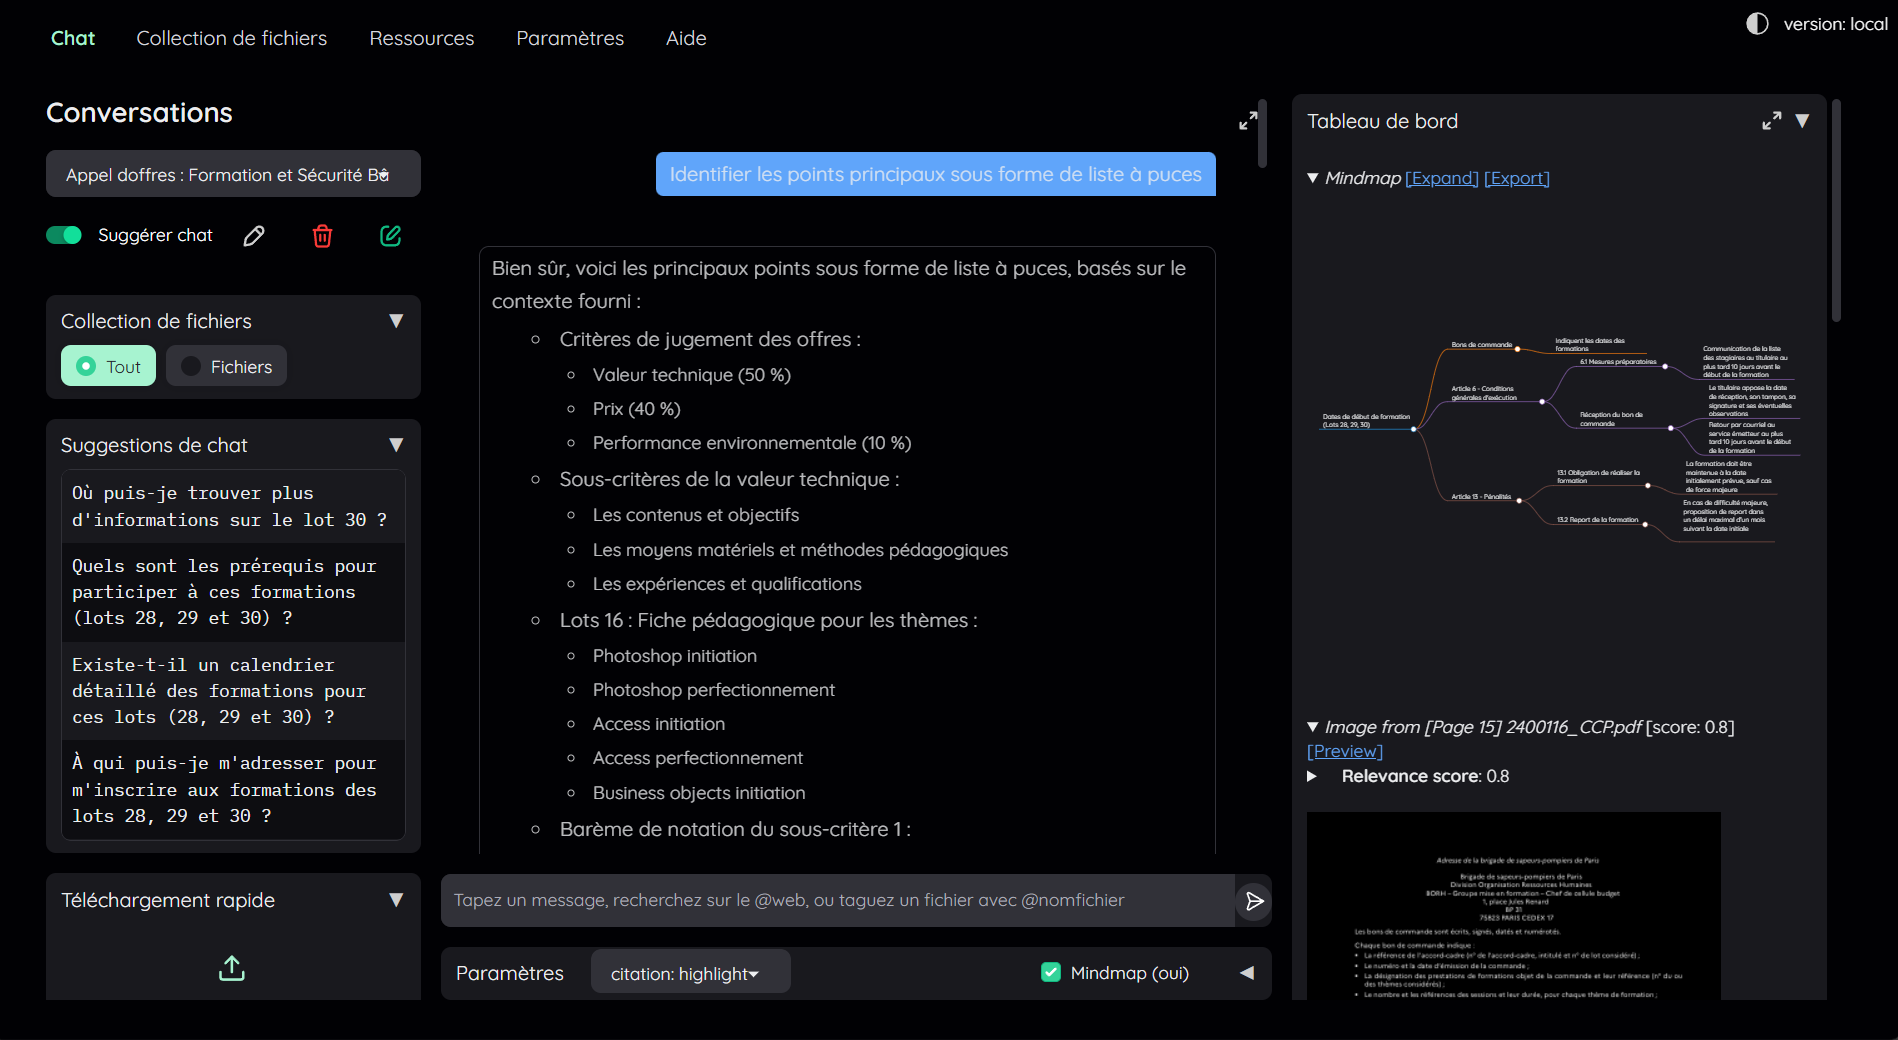 Chat
Collection de fichiers
Ressources
Paramètres
Aide
version: local
Conversations
Appel doffres : Formation et Sécurité Bâ
Suggérer chat
Collection de fichiers
Tout
Fichiers
Suggestions de chat
Où puis-je trouver plus
d'informations sur le lot 30 ?
Quels sont les prérequis pour
participer à ces formations
(lots 28, 29 et 30) ?
Existe-t-il un calendrier
détaillé des formations pour
ces lots (28, 29 et 30) ?
À qui puis-je m'adresser pour
m'inscrire aux formations des
lots 28, 29 et 30 ?
Téléchargement rapide
Identifier les points principaux sous forme de liste à puces
Bien sûr, voici les principaux points sous forme de liste à puces, basés sur le
contexte fourni :
Critères de jugement des offres :
Valeur technique (50 %)
Prix (40 %)
Performance environnementale (10 %)
Sous-critères de la valeur technique :
Les contenus et objectifs
Les moyens matériels et méthodes pédagogiques
Les expériences et qualifications
Lots 16 : Fiche pédagogique pour les thèmes :
Photoshop initiation
Photoshop perfectionnement
Access initiation
Access perfectionnement
Business objects initiation
Barème de notation du sous-critère 1 :
Tapez un message, recherchez sur le @web, ou taguez un fichier avec @nomfichier
Paramètres
citation: highlight
Mindmap (oui)
Tableau de bord
Mindmap [Expand] [Export]
Dates de début de formation
(Lots 28, 29, 30)
Bons de commande
Indiquent les dates des
formations
Article 6 - Conditions
générales d'exécution
6.1 Mesures préparatoires
Communication de la liste
des stagiaires au titulaire au
plus tard 10 jours avant le
début de la formation
Réception du bon de
commande
Le titulaire appose la date
de réception, son tampon, sa
signature et ses éventuelles
observations
Retour par courriel au
service émetteur au plus
tard 10 jours avant le début
de la formation
Article 13 - Pénalités
13.1 Obligation de réaliser la
formation
La formation doit être
maintenue à la date
initialement prévue, sauf cas
de force majeure
13.2 Report de la formation
En cas de difficulté majeure,
proposition de report dans
un délai maximal d'un mois
suivant la date initiale
Image from [Page 15] 2400116_CCP.pdf [score: 0.8]
[Preview]
Relevance score: 0.8
Adresse de la brigade de sapeurs-pompiers de Paris
Brigade de sapeurs-pompiers de Paris
Division Organisation Ressources Humaines
BORH – Groupe mise en formation – Chef de cellule budget
1, place Jules Renard
BP 31
75823 PARIS CEDEX 17
Les bons de commande sont écrits, signés, datés et numérotés.
Chaque bon de commande indique :
• La référence de l'accord-cadre (n° de l'accord-cadre, intitulé et n° de lot considéré) ;
• Le numéro et la date d'émission de la commande ;
• La désignation des prestations de formations objet de la commande et leur référence (n° du ou
des thèmes considérés) ;
• Le nombre et les références des sessions et leur durée, pour chaque thème de formation ;